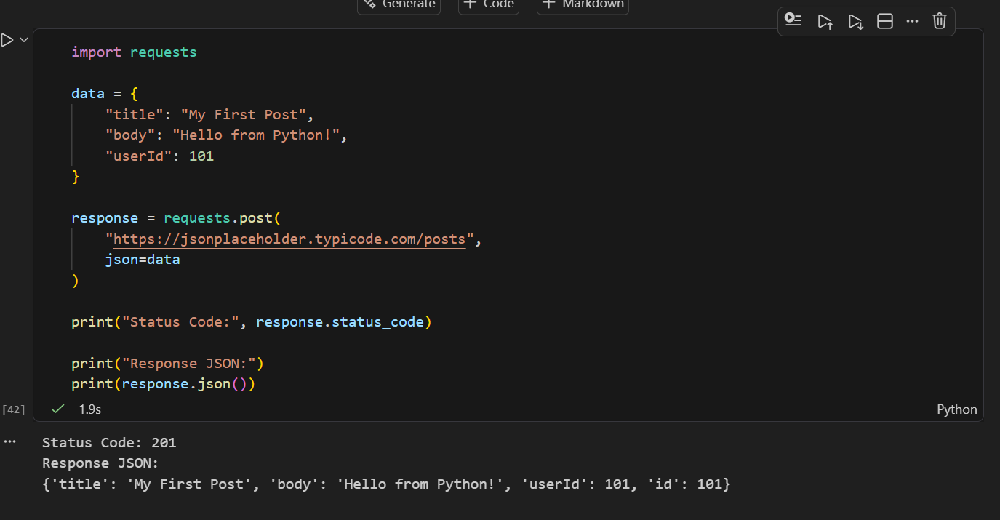 Generate + Code + Markdown
import requests
data = {
"title": "My First Post",
"body": "Hello from Python!",
"userId": 101
}
response = requests.post(
"https://jsonplaceholder.typicode.com/posts",
json=data
)
print("Status Code:", response.status_code)
print("Response JSON:")
print(response.json())
[42] 1.9s Python
Status Code: 201
Response JSON:
{'title': 'My First Post', 'body': 'Hello from Python!', 'userId': 101, 'id': 101}